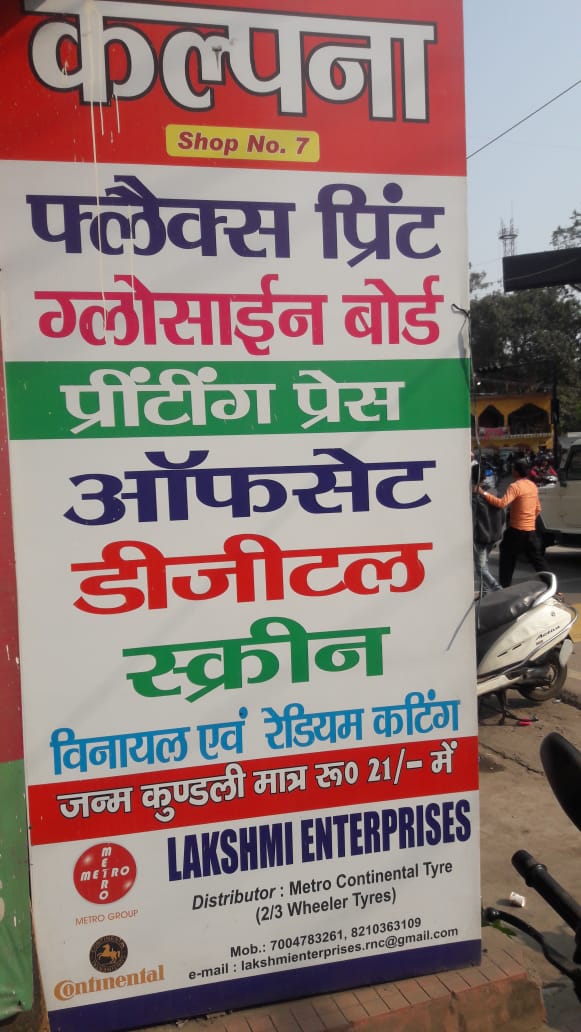 कल्पना
Shop No. 7
फ्लैक्स प्रिंट
ग्लोसाईन बोर्ड
प्रींटींग प्रेस
ऑफसेट
डीजीटल
स्क्रीन
विनायल एवं रेडियम कटिंग
जन्म कुण्डली मात्र रू0 21/- में
LAKSHMI ENTERPRISES
METRO
METRO
METRO GROUP
Distributor : Metro Continental Tyre
(2/3 Wheeler Tyres)
Continental
Mob.: 7004783261, 8210363109
e-mail : lakshmienterprises.rnc@gmail.com
Activa